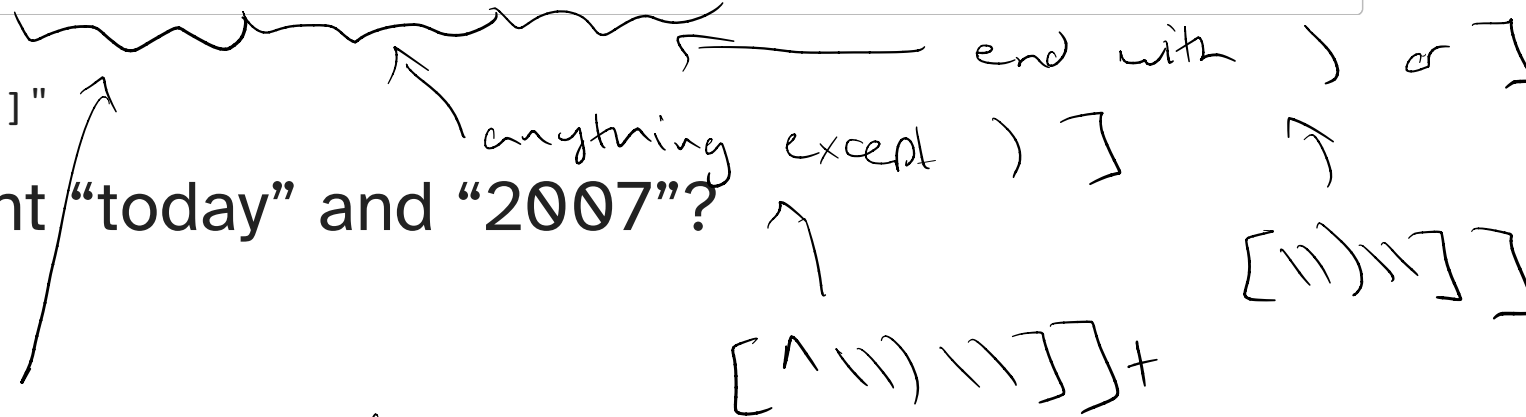 end with ) or ]
]"
anything except ) ]
nt “today” and “2007”?
[\\)\\]]
[^\\)\\]]+